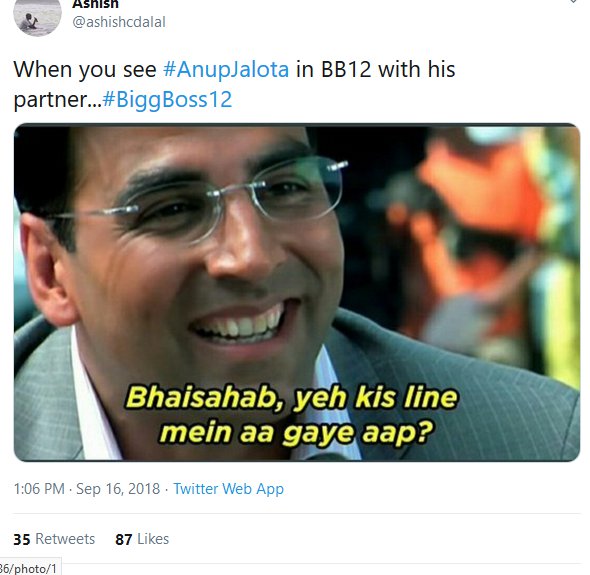 Ashish
@ashishcdalal
When you see #AnupJalota in BB12 with his
partner...#BiggBoss12
Bhaisahab, yeh kis line
mein aa gaye aap?
1:06 PM · Sep 16, 2018 · Twitter Web App
35 Retweets 87 Likes
36/photo/1